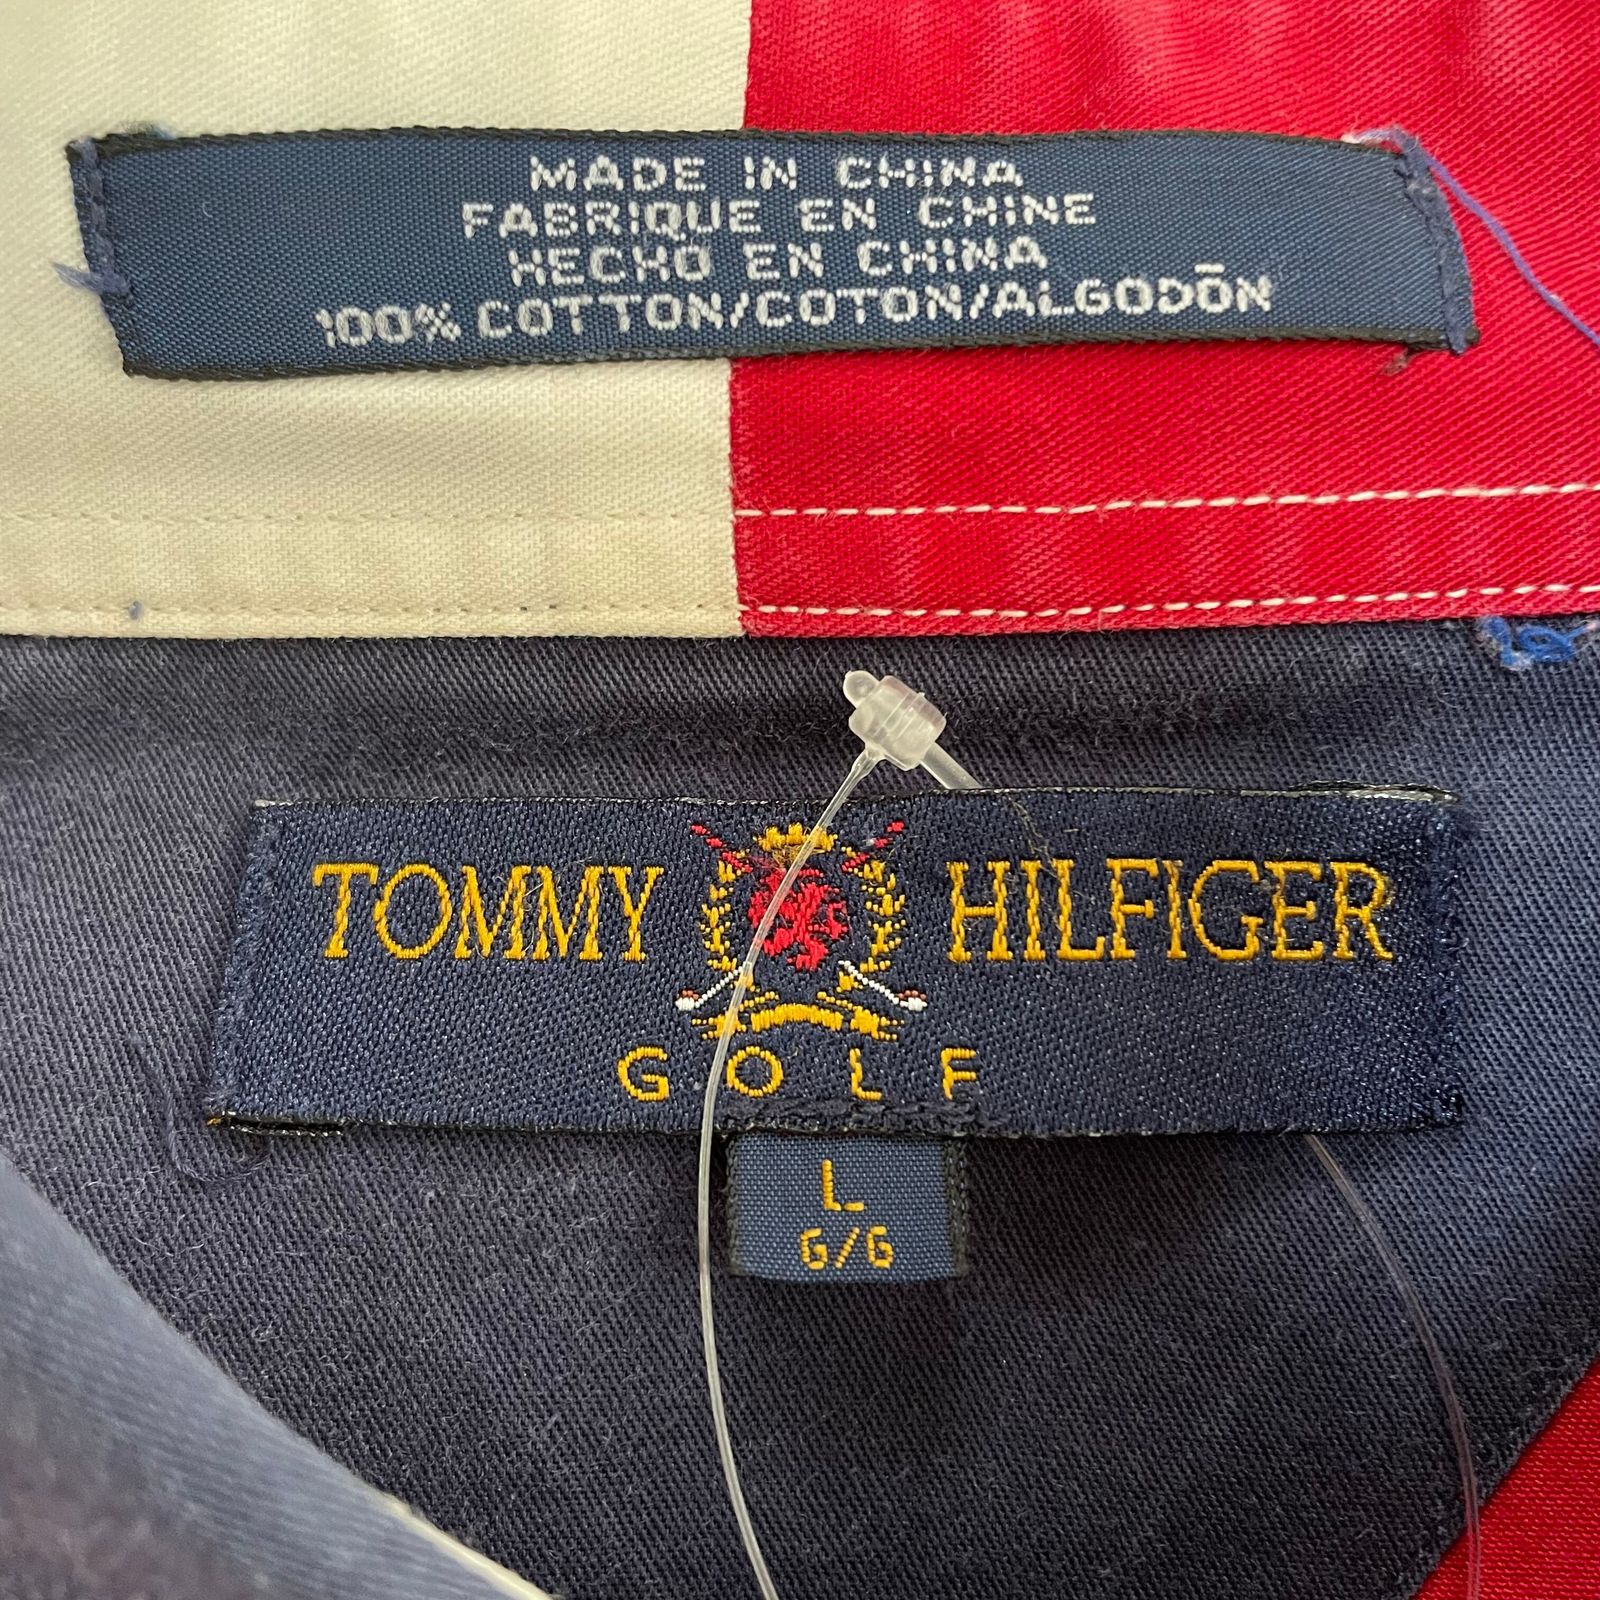 MADE IN CHINA
FABRIQUE EN CHINE
HECHO EN CHINA
100% COTTON/COTON/ALGODŌN
TOMMY HILFIGER
GOLF
L
G/G